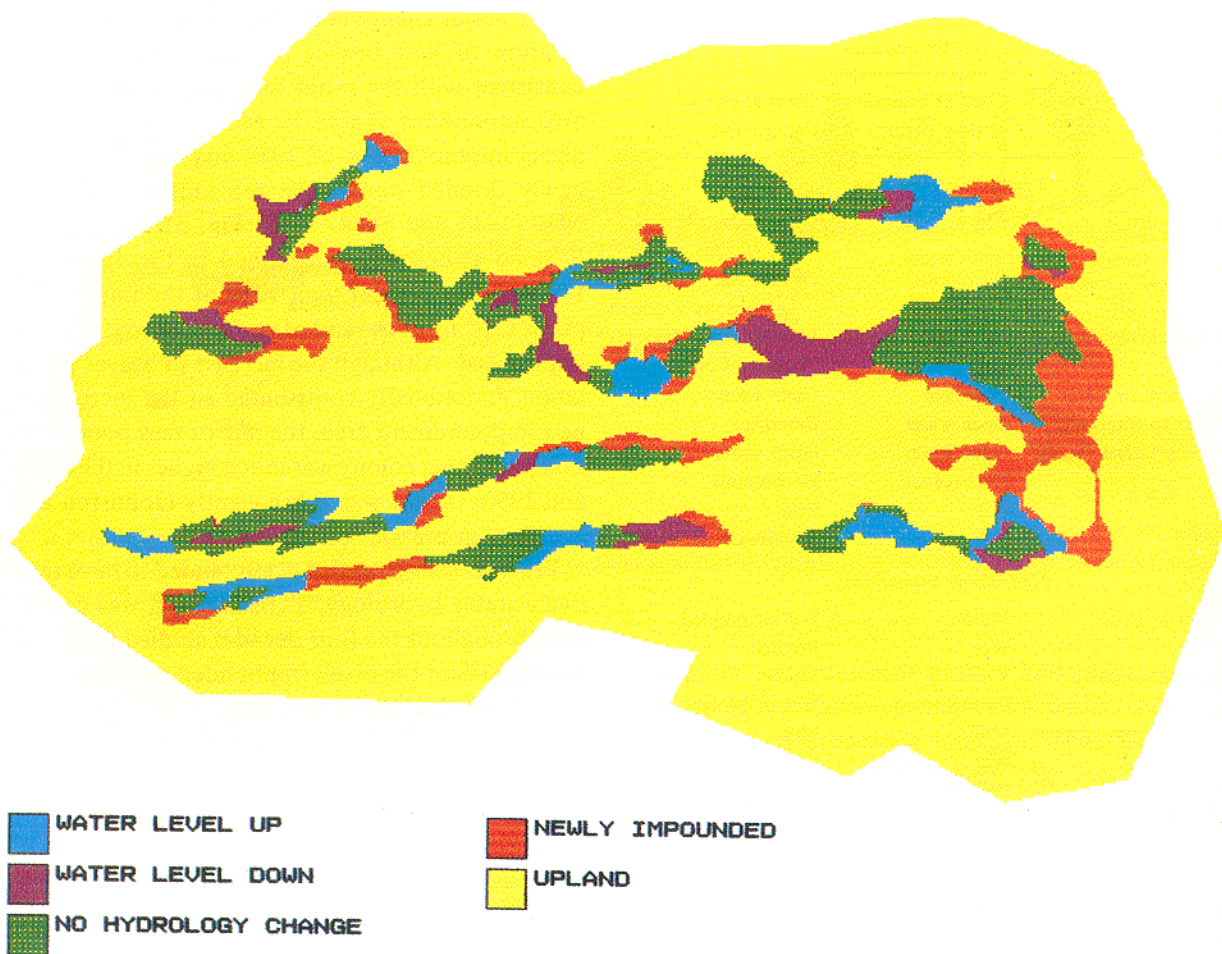 WATER LEVEL UP
WATER LEVEL DOWN
NO HYDROLOGY CHANGE
NEWLY IMPOUNDED
UPLAND